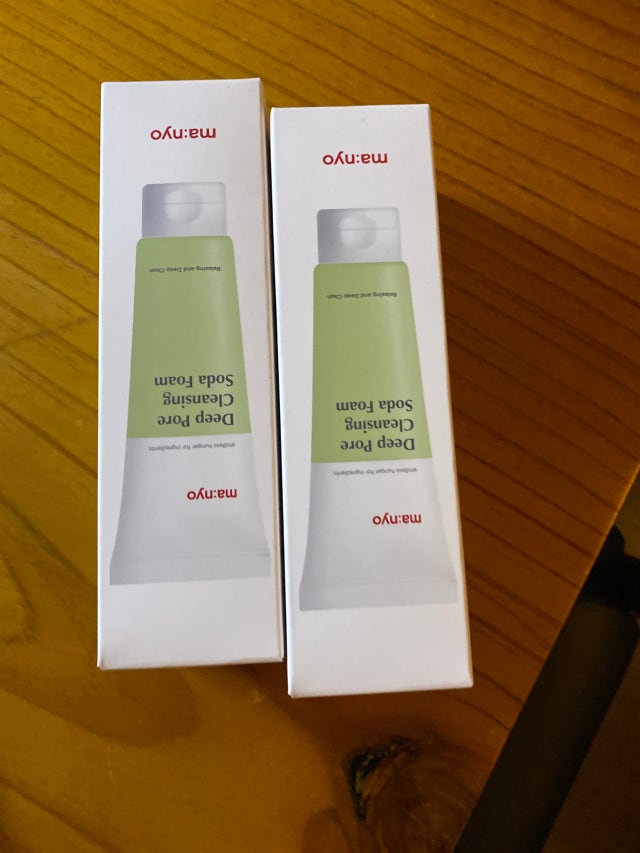 ma:nyo
endless hunger for ingredients
Deep Pore
Cleansing
Soda Foam
Relaxing and Deep Clean
ma:nyo
ma:nyo
endless hunger for ingredients
Deep Pore
Cleansing
Soda Foam
Relaxing and Deep Clean
ma:nyo